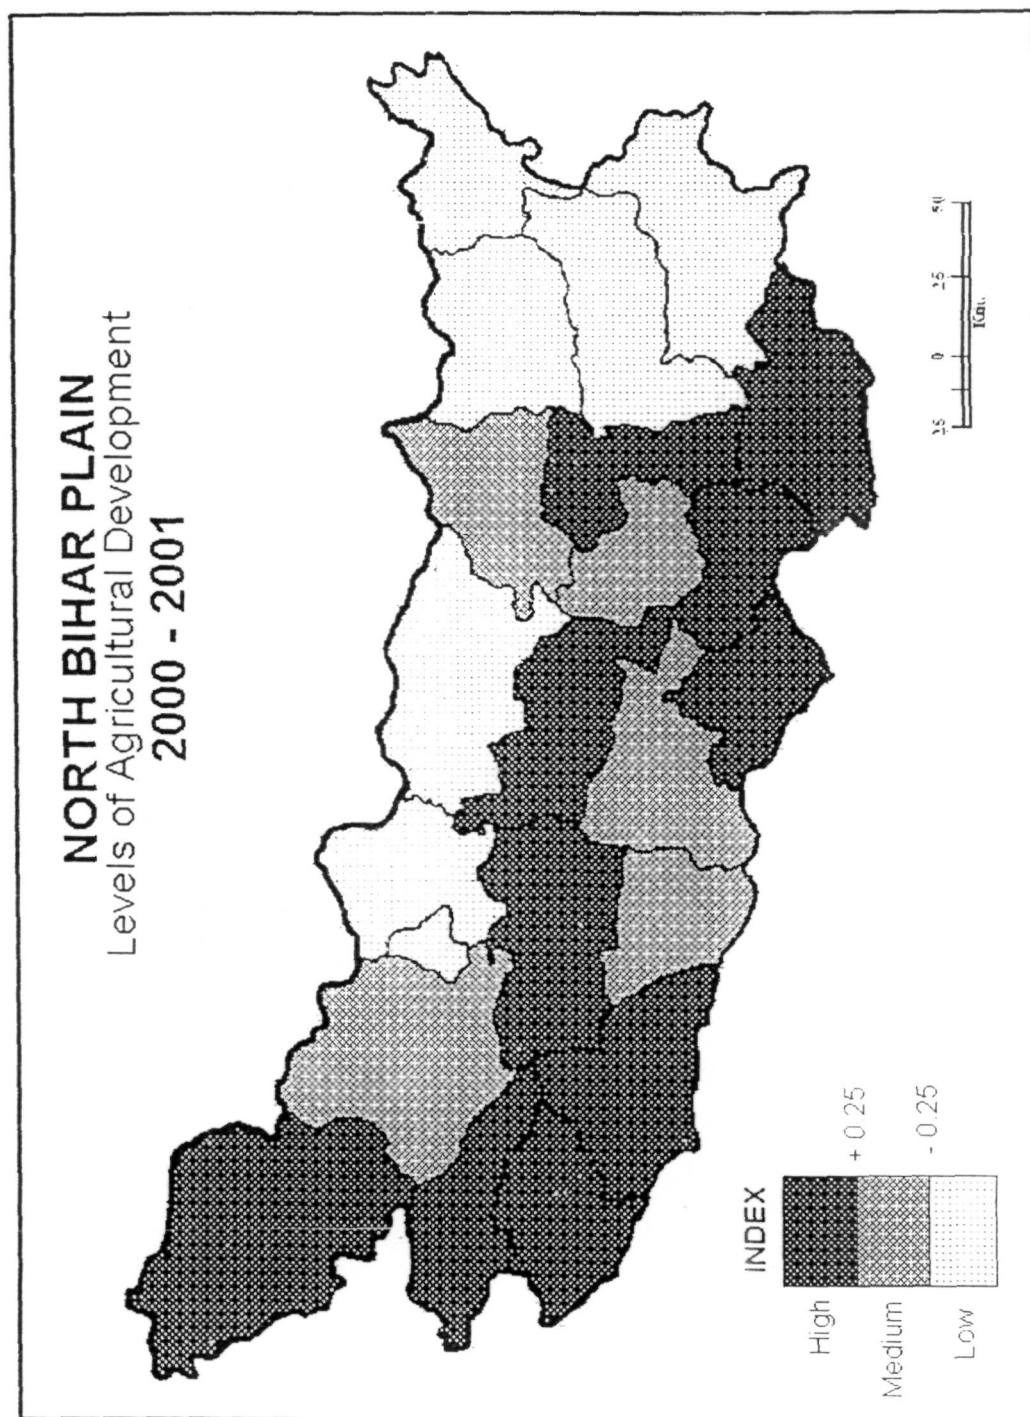 NORTH BIHAR PLAIN
Levels of Agricultural Development
2000 - 2001
INDEX
High
+ 0.25
Medium
- 0.25
Low
25 0 25 50
Km.